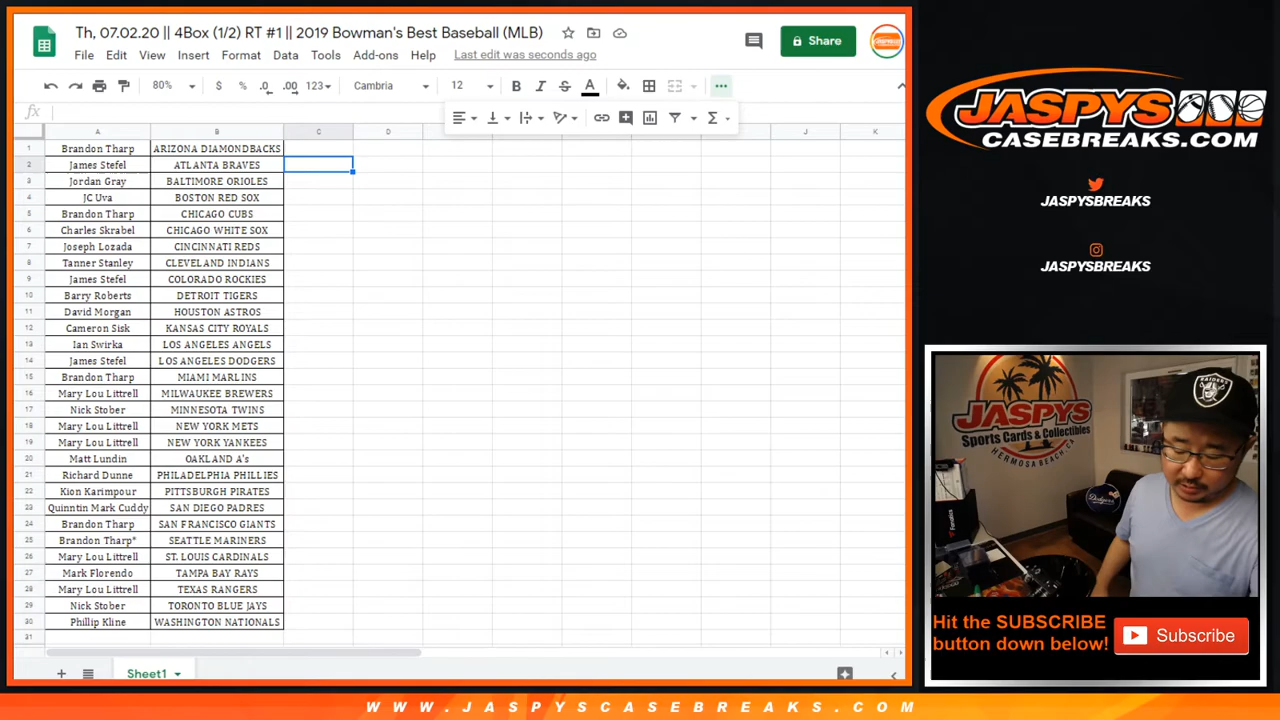 Th, 07.02.20 || 4Box (1/2) RT #1 || 2019 Bowman's Best Baseball (MLB)
File Edit View Insert Format Data Tools Add-ons Help Last edit was seconds ago
Share
80% $ % .0 .00 123 Cambria 12 B I S A
fx
A B C D J K
1 Brandon Tharp ARIZONA DIAMONDBACKS
2 James Stefel ATLANTA BRAVES
3 Jordan Gray BALTIMORE ORIOLES
4 JC Uva BOSTON RED SOX
5 Brandon Tharp CHICAGO CUBS
6 Charles Skrabel CHICAGO WHITE SOX
7 Joseph Lozada CINCINNATI REDS
8 Tanner Stanley CLEVELAND INDIANS
9 James Stefel COLORADO ROCKIES
10 Barry Roberts DETROIT TIGERS
11 David Morgan HOUSTON ASTROS
12 Cameron Sisk KANSAS CITY ROYALS
13 Ian Swirka LOS ANGELES ANGELS
14 James Stefel LOS ANGELES DODGERS
15 Brandon Tharp MIAMI MARLINS
16 Mary Lou Littrell MILWAUKEE BREWERS
17 Nick Stober MINNESOTA TWINS
18 Mary Lou Littrell NEW YORK METS
19 Mary Lou Littrell NEW YORK YANKEES
20 Matt Lundin OAKLAND A's
21 Richard Dunne PHILADELPHIA PHILLIES
22 Kion Karimpour PITTSBURGH PIRATES
23 Quinntin Mark Cuddy SAN DIEGO PADRES
24 Brandon Tharp SAN FRANCISCO GIANTS
25 Brandon Tharp* SEATTLE MARINERS
26 Mary Lou Littrell ST. LOUIS CARDINALS
27 Mark Florendo TAMPA BAY RAYS
28 Mary Lou Littrell TEXAS RANGERS
29 Nick Stober TORONTO BLUE JAYS
30 Phillip Kline WASHINGTON NATIONALS
31
Sheet1
JASPYS
CASEBREAKS.COM
JASPYSBREAKS
JASPYSBREAKS
RAIDERS
JASPYS
Sports Cards & Collectibles
HERMOSA BEACH, CA
Dodgers
Fanatics
Hit the SUBSCRIBE
button down below!
Subscribe
WWW.JASPYSCASEBREAKS.COM